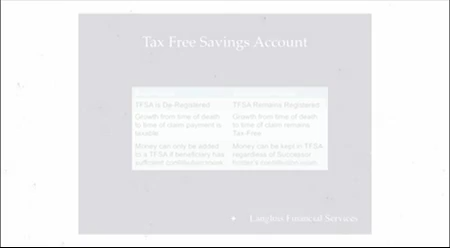 Tax Free Savings Account
TFSA is De-Registered
TFSA Remains Registered
Growth from time of death
to time of claim payment is
taxable
Growth from time of death
to time of claim remains
Tax-Free
Money can only be added
to a TFSA if beneficiary has
sufficient contribution room
Money can be kept in TFSA
regardless of Successor
holder's contribution room
Langlois Financial Services